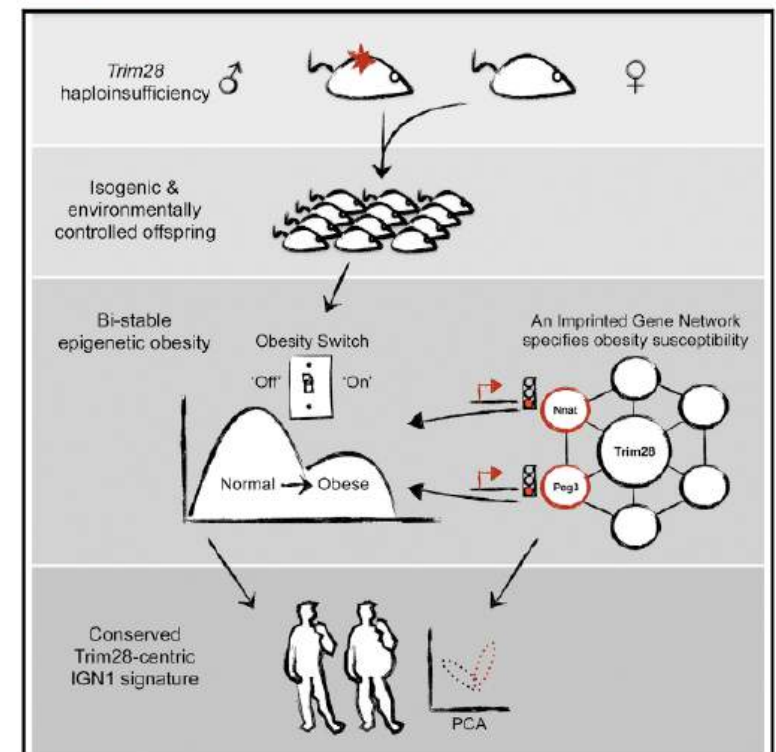 Trim28
haploinsufficiency ♂
♀
Isogenic &
environmentally
controlled offspring
Bi-stable
epigenetic obesity
Obesity Switch
'Off' 'On'
Normal Obese
An Imprinted Gene Network
specifies obesity susceptibility
Nnat
Trim28
Peg3
Conserved
Trim28-centric
IGN1 signature
PCA